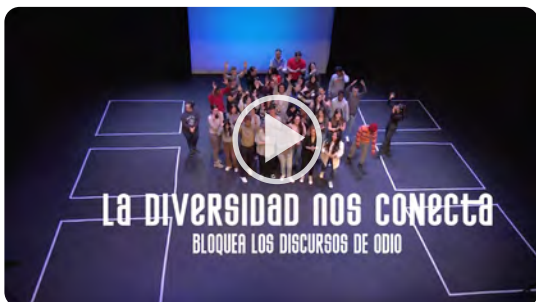 LA DIVERSIDAD NOS CONECTA
BLOQUEA LOS DISCURSOS DE ODIO